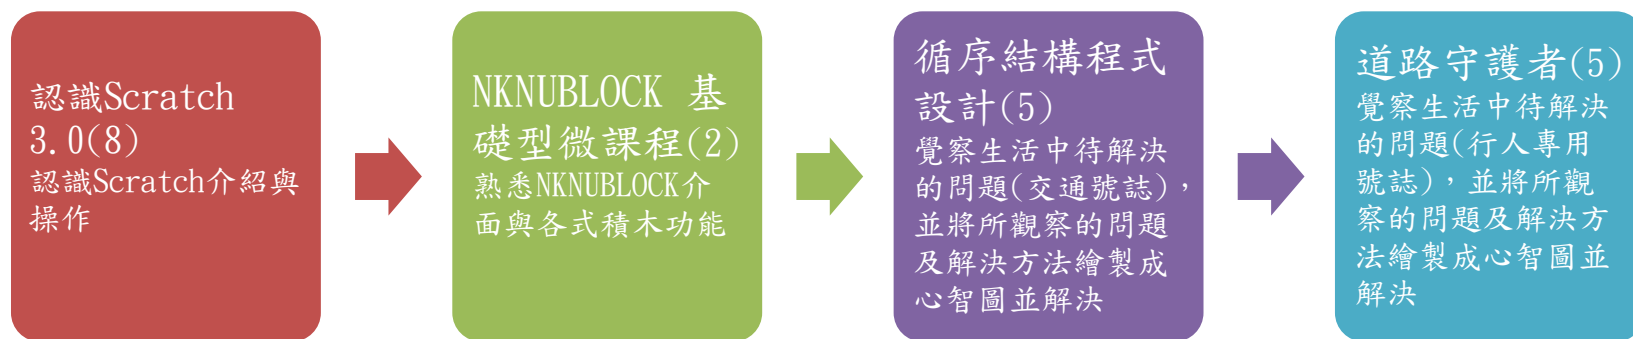 認識Scratch
3.0(8)
認識Scratch介紹與
操作
NKNUBLOCK 基
礎型微課程(2)
熟悉NKNUBLOCK介
面與各式積木功能
循序結構程式
設計(5)
覺察生活中待解決
的問題(交通號誌)，
並將所觀察的問題
及解決方法繪製成
心智圖並解決
道路守護者(5)
覺察生活中待解決
的問題(行人專用
號誌)，並將所觀
察的問題及解決方
法繪製成心智圖並
解決